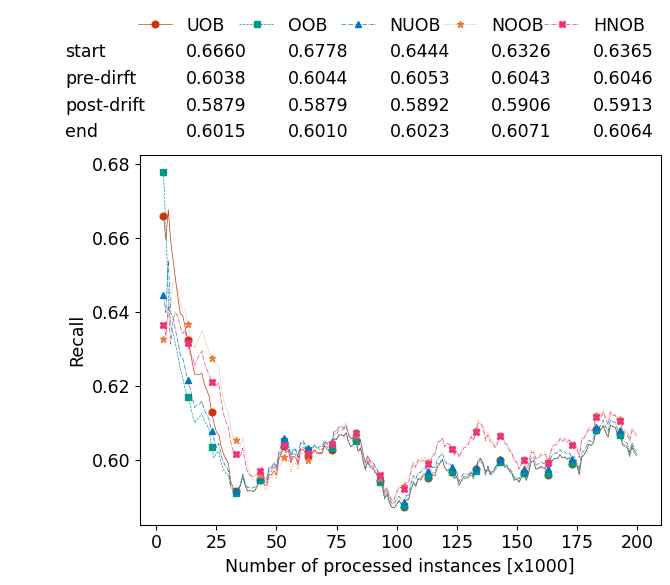 UOB OOB NUOB NOOB HNOB
start 0.6660 0.6778 0.6444 0.6326 0.6365
pre-dirft 0.6038 0.6044 0.6053 0.6043 0.6046
post-drift 0.5879 0.5879 0.5892 0.5906 0.5913
end 0.6015 0.6010 0.6023 0.6071 0.6064
0.68
0.66
0.64
0.62
0.60
Recall
0 25 50 75 100 125 150 175 200
Number of processed instances [x1000]